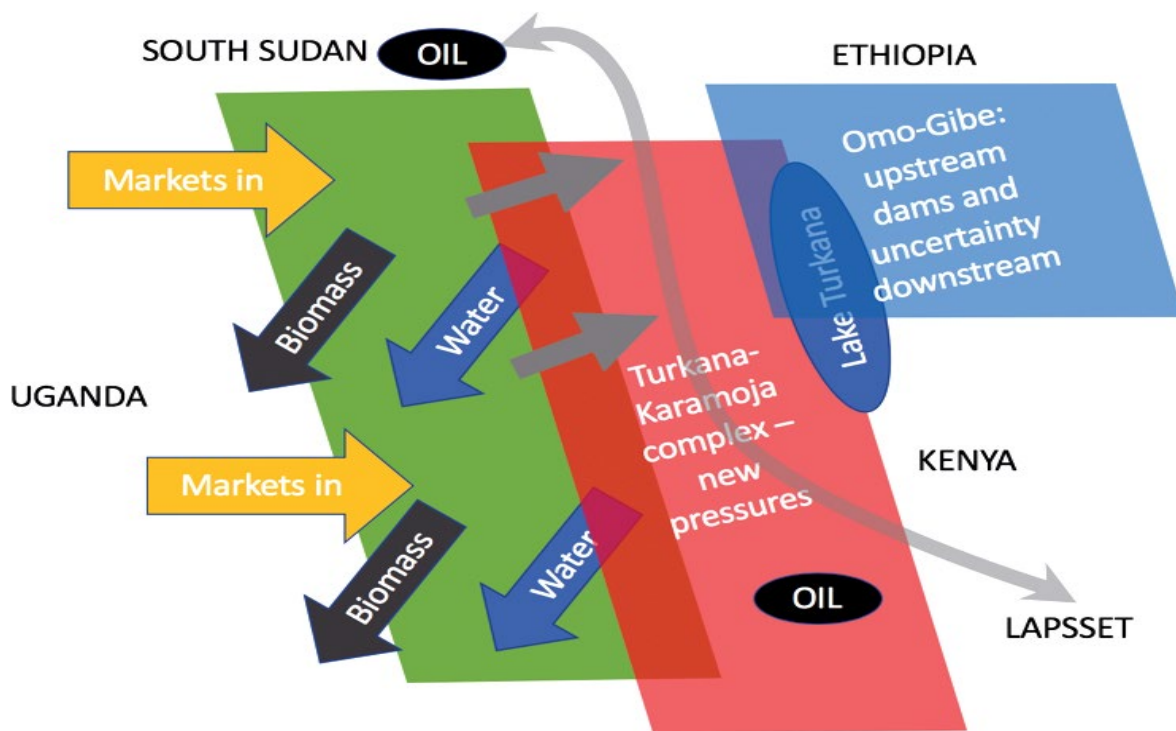 SOUTH SUDAN
OIL
ETHIOPIA
Markets in
Omo-Gibe:
upstream
dams and
uncertainty
downstream
Lake Turkana
Biomass
Water
UGANDA
Turkana-
Karamoja
complex –
new
pressures
KENYA
Markets in
Biomass
Water
OIL
LAPSSET